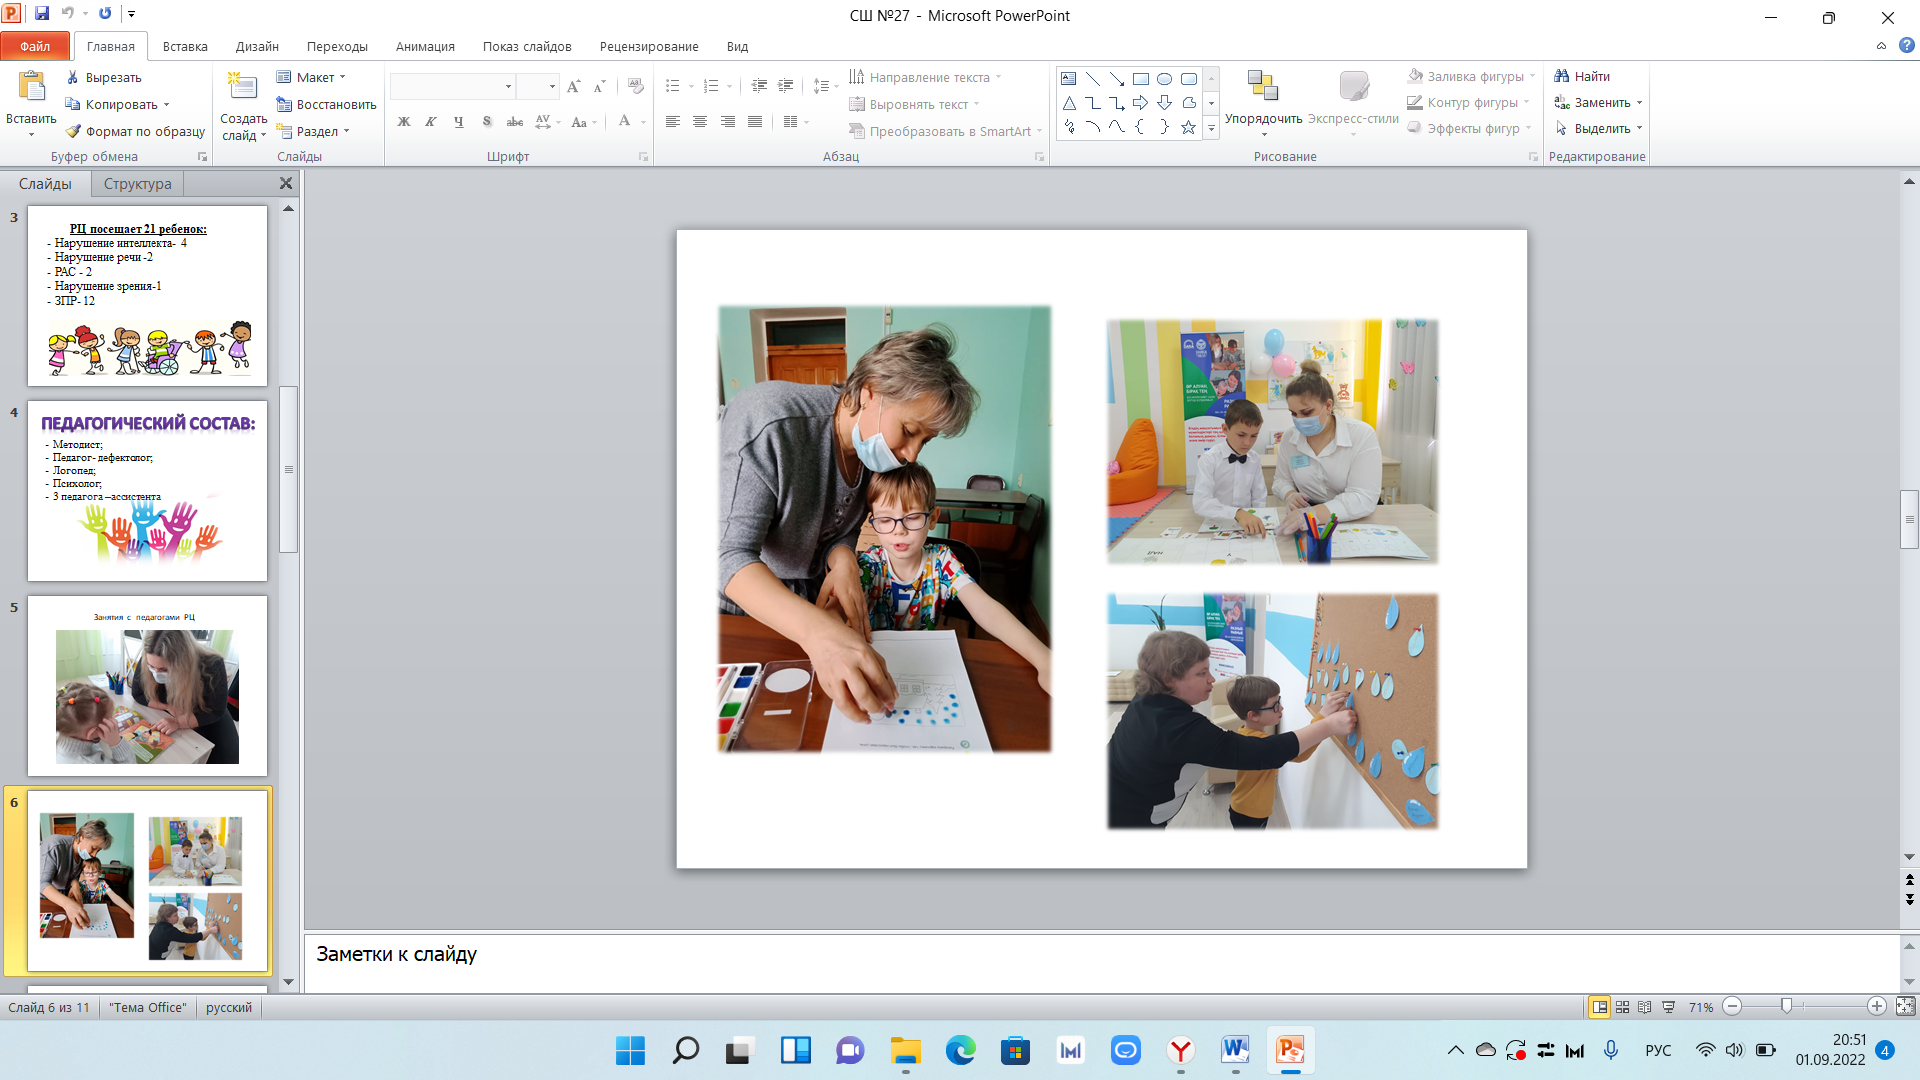 СШ №27 - Microsoft PowerPoint
Файл
Главная
Вставка
Дизайн
Переходы
Анимация
Показ слайдов
Рецензирование
Вид
Вставить
Вырезать
Копировать
Формат по образцу
Буфер обмена
Создать слайд
Макет
Восстановить
Раздел
Слайды
Шрифт
Направление текста
Выровнять текст
Преобразовать в SmartArt
Абзац
Упорядочить
Экспресс-стили
Заливка фигуры
Контур фигуры
Эффекты фигур
Рисование
Найти
Заменить
Выделить
Редактирование
Слайды
Структура
3
РЦ посещает 21 ребенок:
- Нарушение интеллекта- 4
- Нарушение речи -2
- РАС - 2
- Нарушение зрения-1
- ЗПР- 12
4
ПЕДАГОГИЧЕСКИЙ СОСТАВ:
- Методист;
- Педагог- дефектолог;
- Логопед;
- Психолог;
- 3 педагога –ассистента
5
Занятия с педагогами РЦ
6
Заметки к слайду
Слайд 6 из 11
"Тема Office"
русский
71%
РУС
20:51
01.09.2022
4